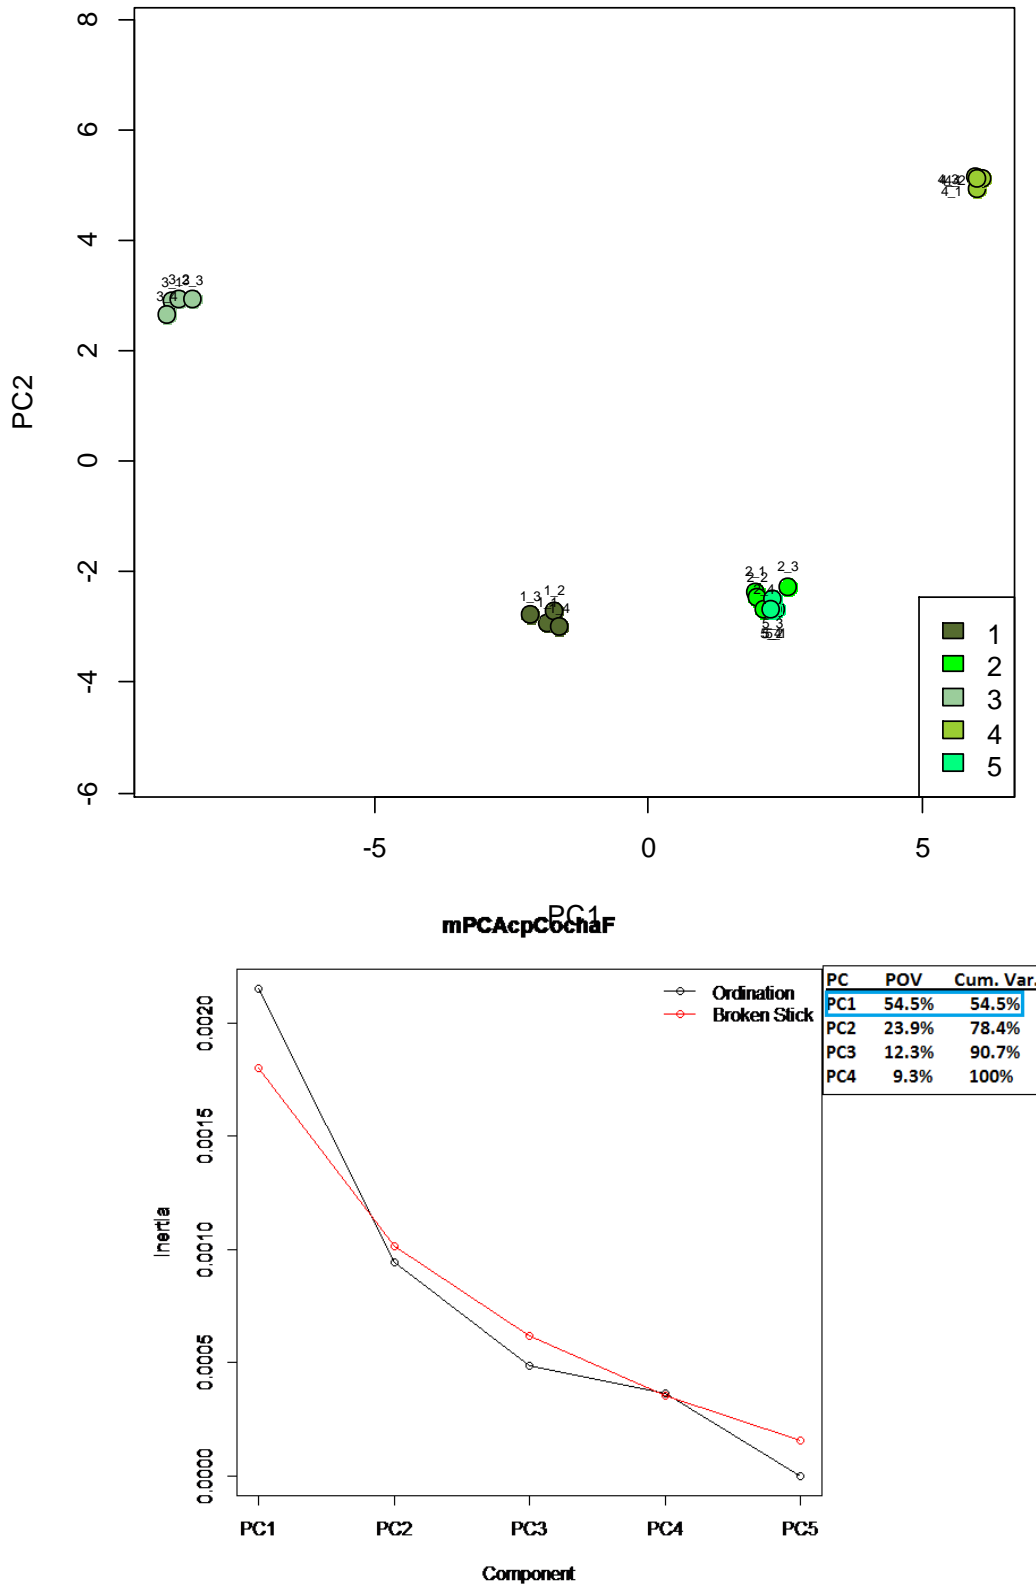 8
6
4
2
0
-2
-4
-6
PC2
4_1
3_3
3_4
1_3
1_2
2_1
2_2
2_3
2_4
5_3
1
2
3
4
5
-5 0 5
PC1
mPCAcpCochaF
Ordination
Broken Stick
PC POV Cum. Var.
PC1 54.5% 54.5%
PC2 23.9% 78.4%
PC3 12.3% 90.7%
PC4 9.3% 100%
0.0020
0.0015
0.0010
0.0005
0.0000
Inertia
PC1 PC2 PC3 PC4 PC5
Component